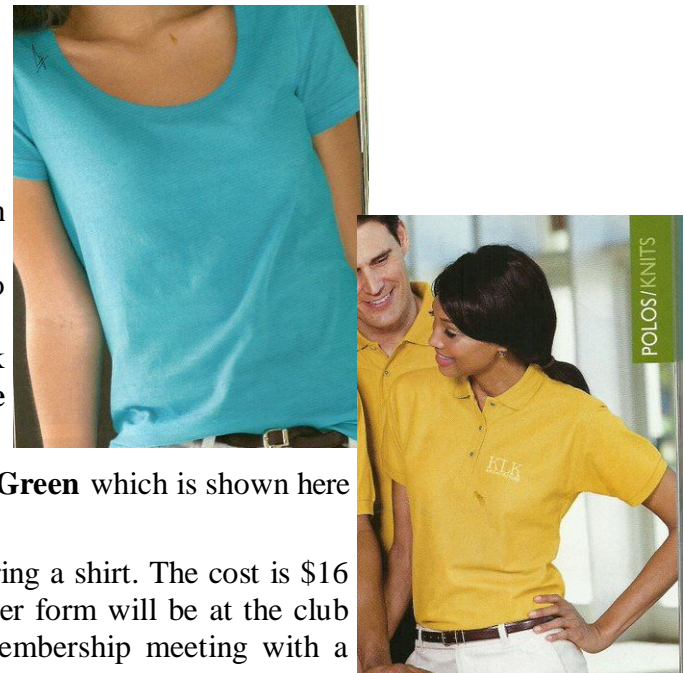 e
Green which is shown here
ring a shirt. The cost is $16
er form will be at the club
embership meeting with a
POLOS/KNITS
KLK